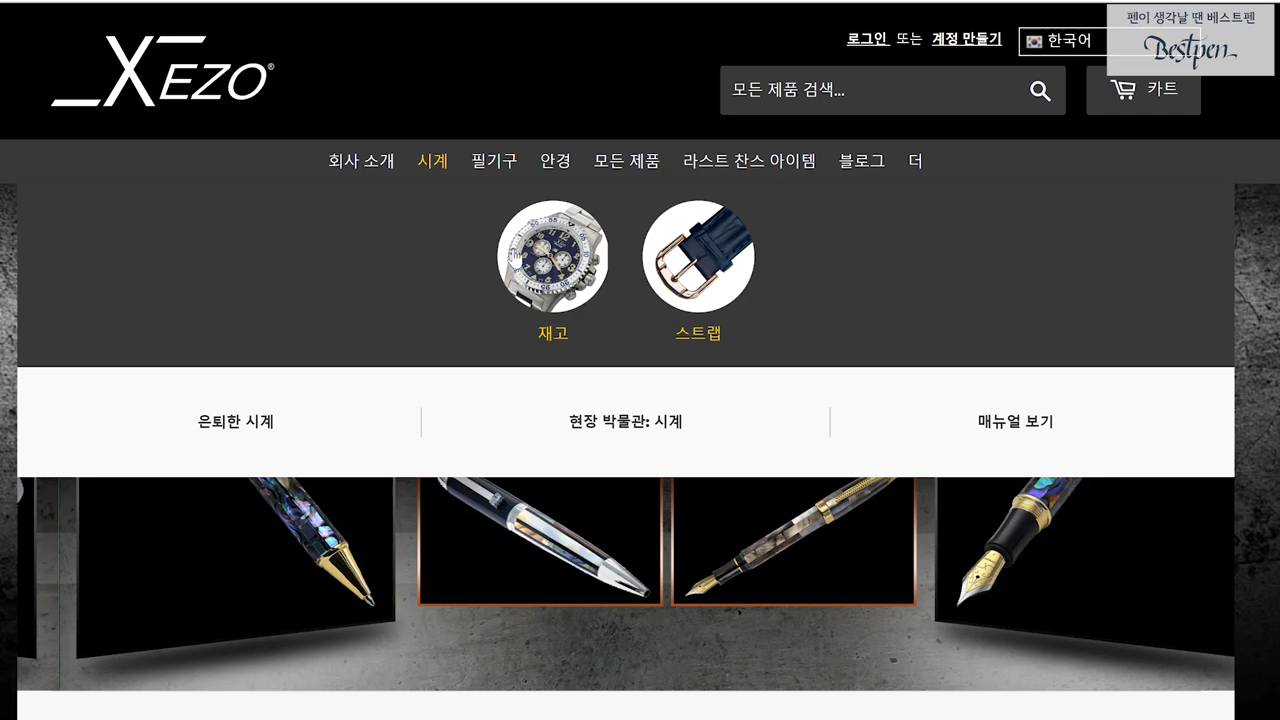 펜이 생각날 땐 베스트펜
Bestpen
XEZO®
로그인 또는 계정 만들기
한국어
모든 제품 검색...
카트
회사 소개 시계 필기구 안경 모든 제품 라스트 찬스 아이템 블로그 더
재고 스트랩
은퇴한 시계 현장 박물관: 시계 매뉴얼 보기